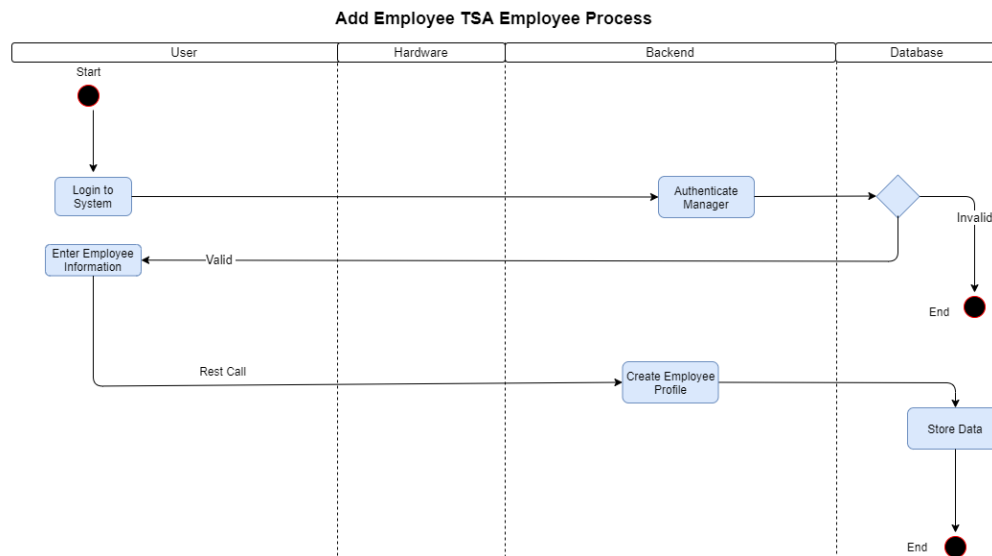 Add Employee TSA Employee Process
User
Hardware
Backend
Database
Start
Login to
System
Authenticate
Manager
Invalid
Enter Employee
Information
Valid
End
Rest Call
Create Employee
Profile
Store Data
End